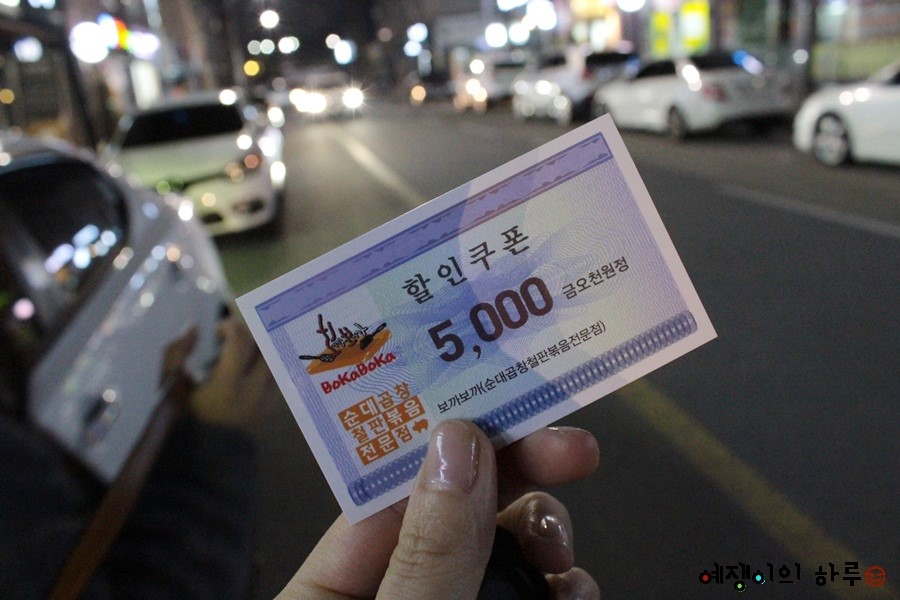 할인쿠폰
5,000 금오천원정
BoKaBoKa
보까보까(순대곱창철판볶음전문점)
순대곱창
철판볶음
전문점
예쟁이의 하루